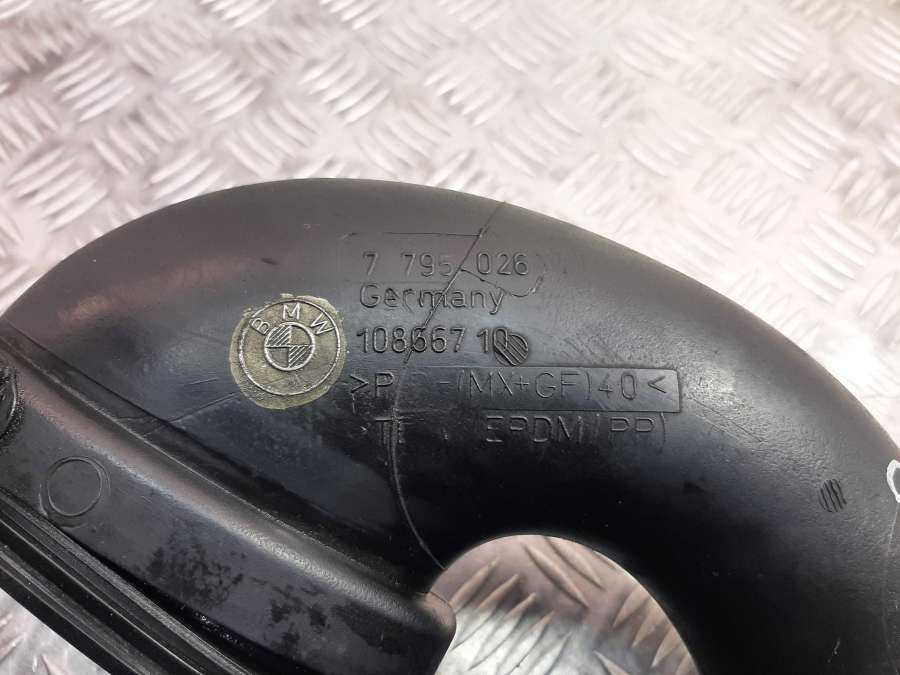 7 795 026
Germany
BMW
108667 10
>P -(MX+GF)40<
EPDM(PP)